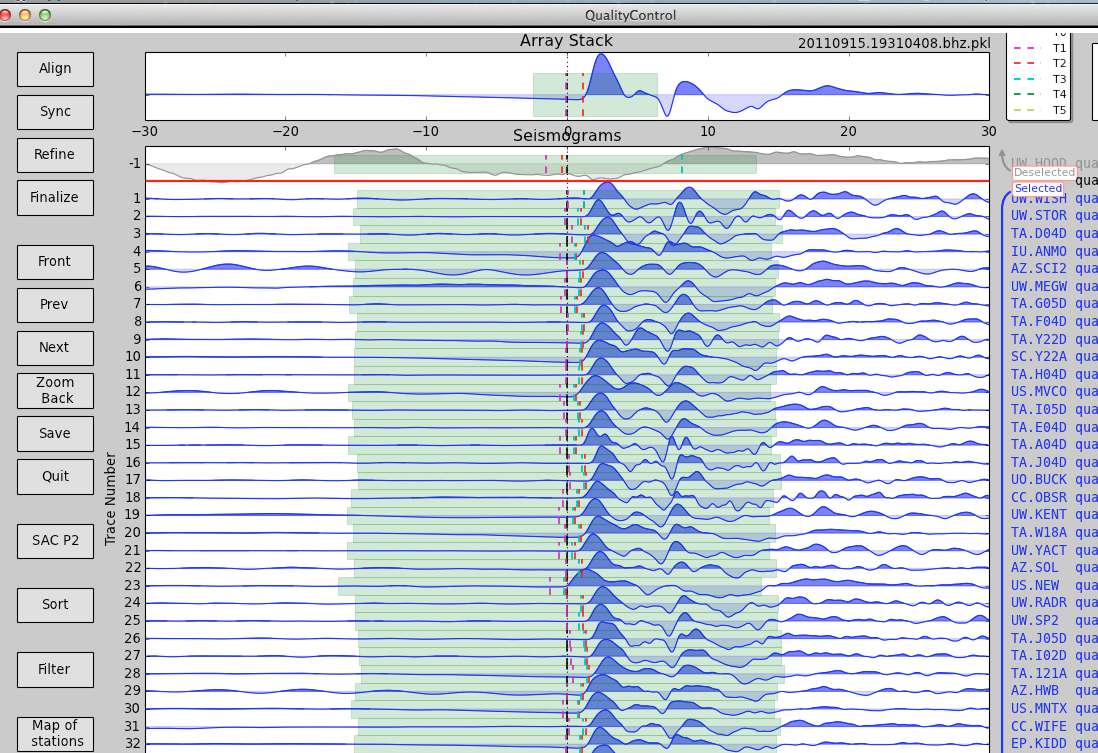 QualityControl
Array Stack
20110915.19310408.bhz.pkl
T1
T2
T3
T4
T5
Align
Sync
Refine
Finalize
Front
Prev
Next
Zoom
Back
Save
Quit
SAC P2
Sort
Filter
Map of
stations
−30 −20 −10 0 10 20 30
Seismograms
Trace Number
-1 UW.HOOD qua
Deselected qua
Selected
1 UW.WISH qua
2 UW.STOR qua
3 TA.D04D qua
4 IU.ANMO qua
5 AZ.SCI2 qua
6 UW.MEGW qua
7 TA.G05D qua
8 TA.F04D qua
9 TA.Y22D qua
10 SC.Y22A qua
11 TA.H04D qua
12 US.MVCO qua
13 TA.I05D qua
14 TA.E04D qua
15 TA.A04D qua
16 TA.J04D qua
17 UO.BUCK qua
18 CC.OBSR qua
19 UW.KENT qua
20 TA.W18A qua
21 UW.YACT qua
22 AZ.SOL qua
23 US.NEW qua
24 UW.RADR qua
25 UW.SP2 qua
26 TA.J05D qua
27 TA.I02D qua
28 TA.121A qua
29 AZ.HWB qua
30 US.MNTX qua
31 CC.WIFE qua
32 EP.KIDD qua